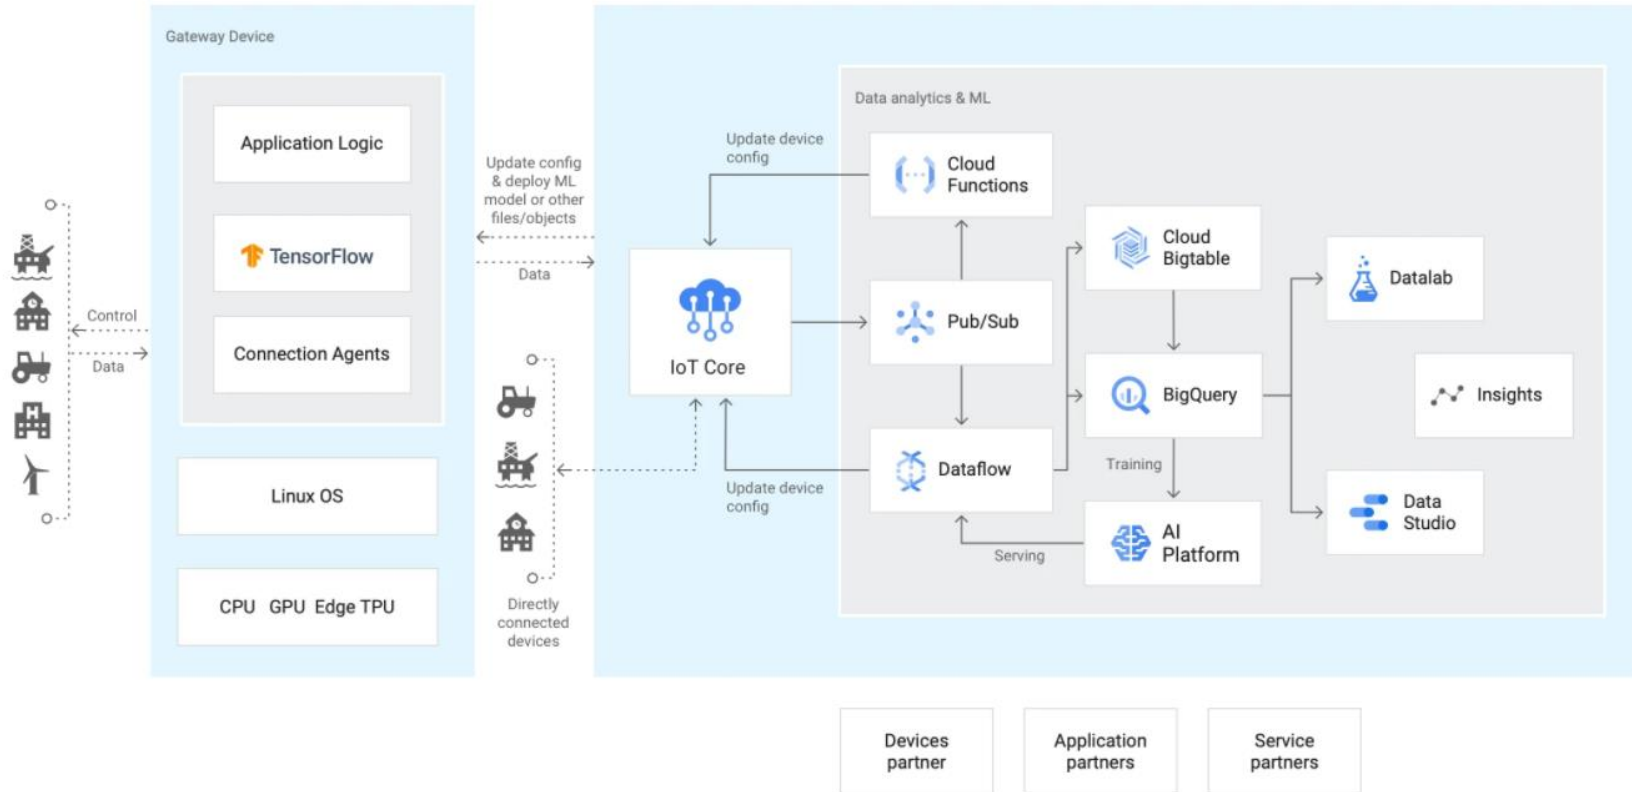 Gateway Device
Application Logic
TensorFlow
Connection Agents
Linux OS
CPU GPU Edge TPU
Control
Data
Update config
& deploy ML
model or other
files/objects
Data
Directly
connected
devices
IoT Core
Update device
config
Update device
config
Data analytics & ML
Cloud
Functions
Pub/Sub
Dataflow
Cloud
Bigtable
BigQuery
Training
AI
Platform
Serving
Datalab
Insights
Data
Studio
Devices
partner
Application
partners
Service
partners